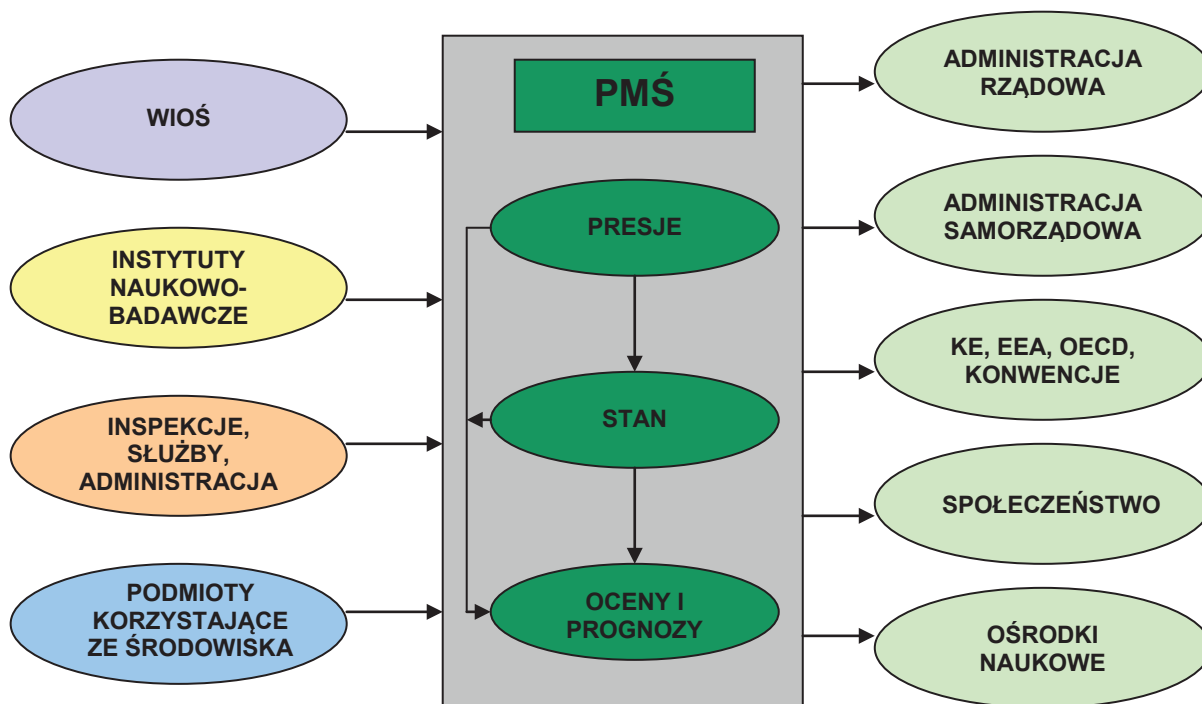 WIOŚ
INSTYTUTY
NAUKOWO-
BADAWCZE
INSPEKCJE,
SŁUŻBY,
ADMINISTRACJA
PODMIOTY
KORZYSTAJĄCE
ZE ŚRODOWISKA
PMŚ
PRESJE
STAN
OCENY I
PROGNOZY
ADMINISTRACJA
RZĄDOWA
ADMINISTRACJA
SAMORZĄDOWA
KE, EEA, OECD,
KONWENCJE
SPOŁECZEŃSTWO
OŚRODKI
NAUKOWE